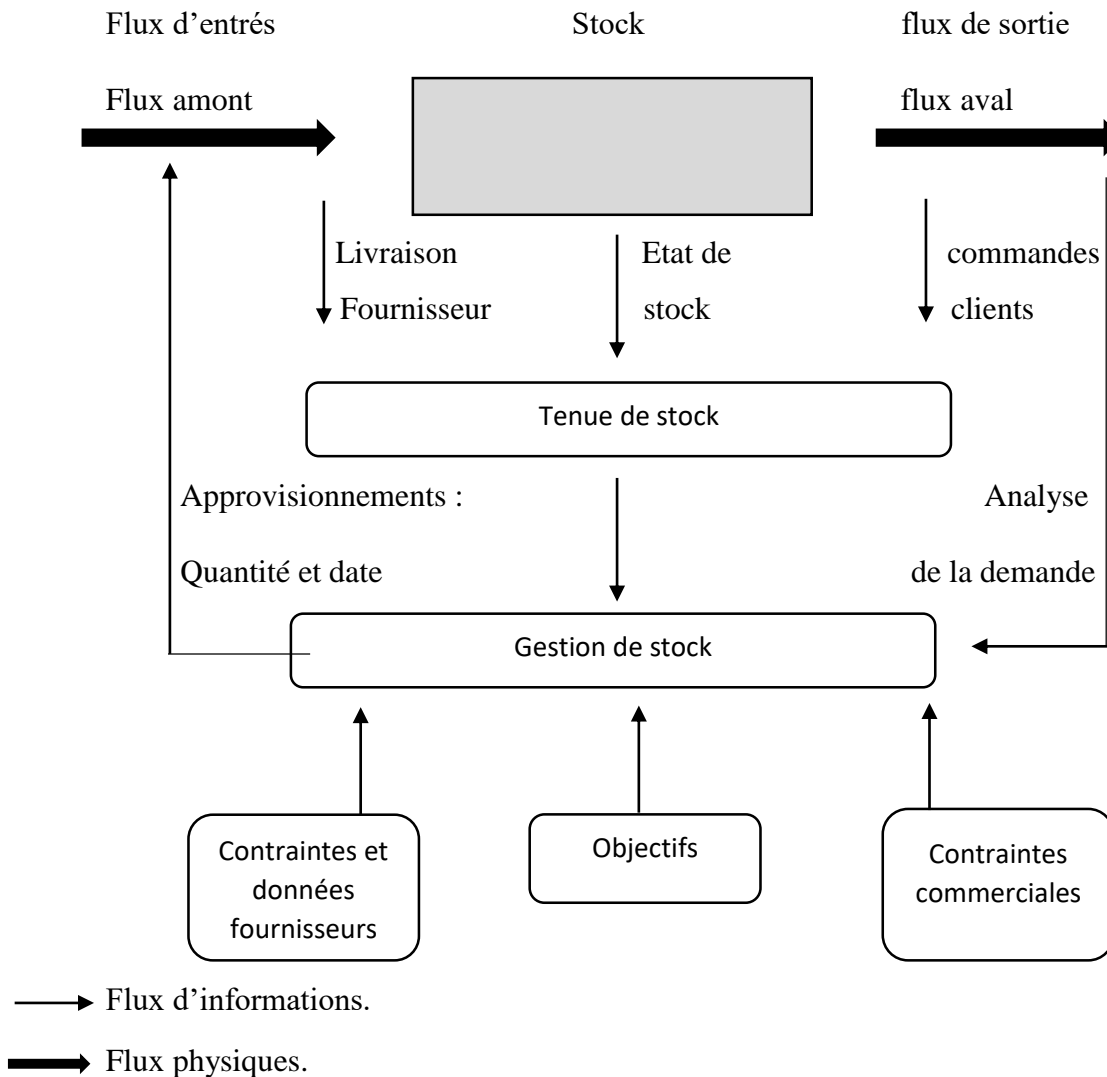 Flux d’entrés Stock flux de sortie
Flux amont flux aval
Livraison Etat de commandes
Fournisseur stock clients
Tenue de stock
Approvisionnements : Analyse
Quantité et date de la demande
Gestion de stock
Contraintes et
données
fournisseurs
Objectifs
Contraintes
commerciales
Flux d’informations.
Flux physiques.